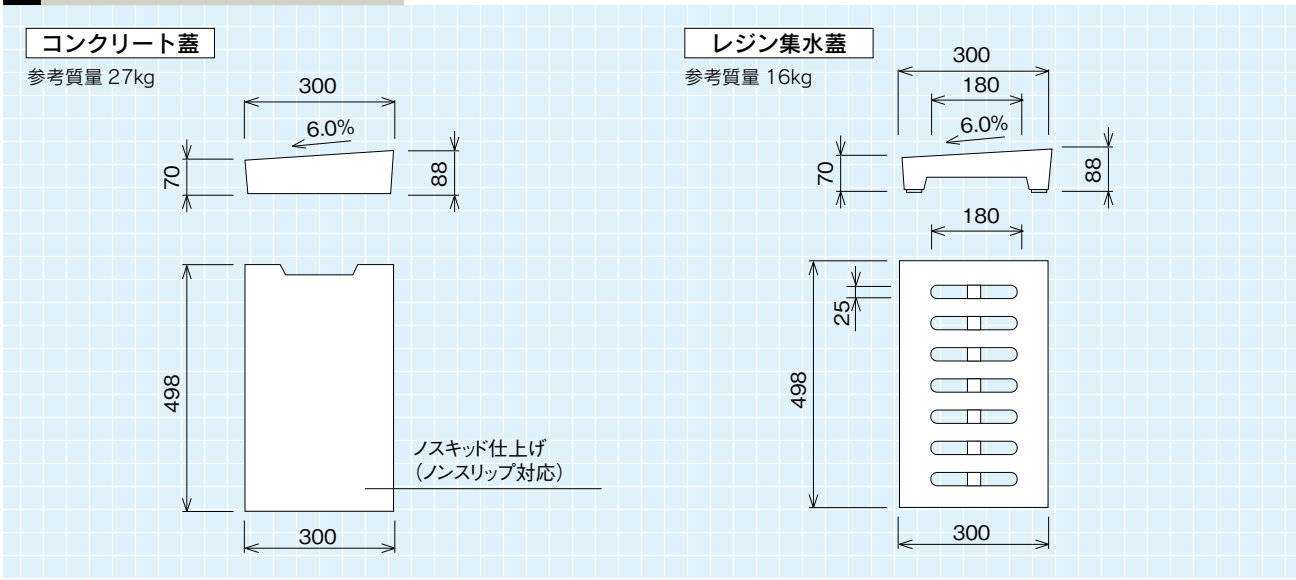 コンクリート蓋
参考質量 27kg
300
6.0%
70
88
498
ノスキッド仕上げ
（ノンスリップ対応）
300
レジン集水蓋
参考質量 16kg
300
180
6.0%
70
88
180
25
498
300